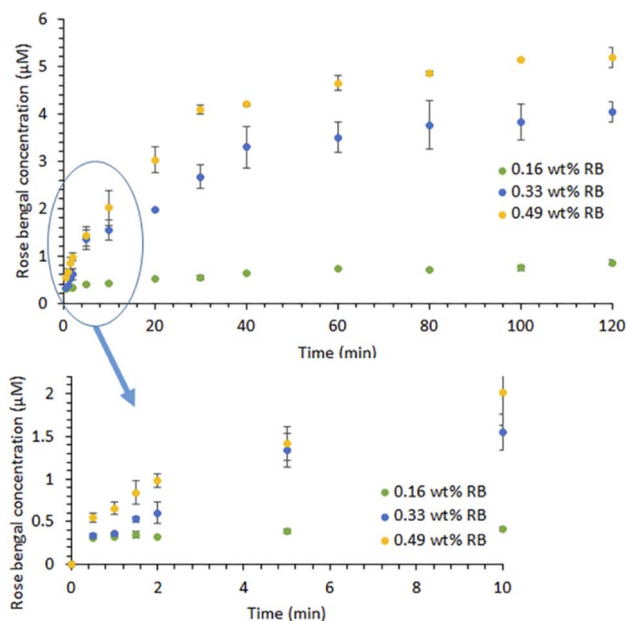 Rose bengal concentration (µM)
6
5
4
3
2
1
0
0.16 wt% RB
0.33 wt% RB
0.49 wt% RB
0 20 40 60 80 100 120
Time (min)
Rose bengal concentration (µM)
2
1.5
1
0.5
0
0.16 wt% RB
0.33 wt% RB
0.49 wt% RB
0 2 4 6 8 10
Time (min)